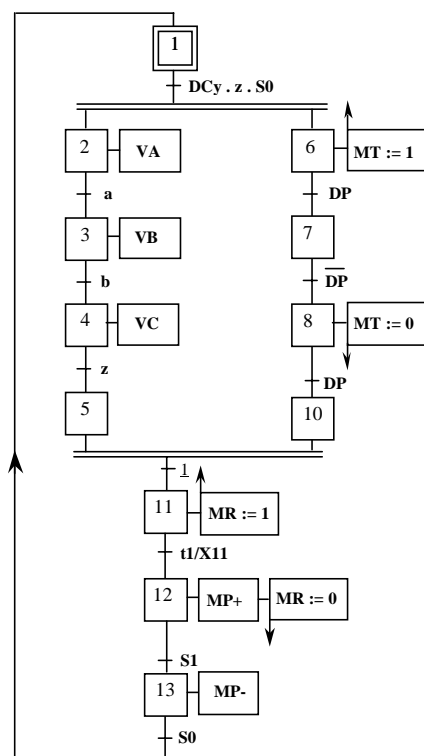 1
DCy . z . S0
2 VA
6 MT := 1
a
DP
3 VB
7
b
D̅P̅
4 VC
8 MT := 0
z
DP
5
10
1
11 MR := 1
t1/X11
12 MP+ MR := 0
S1
13 MP-
S0